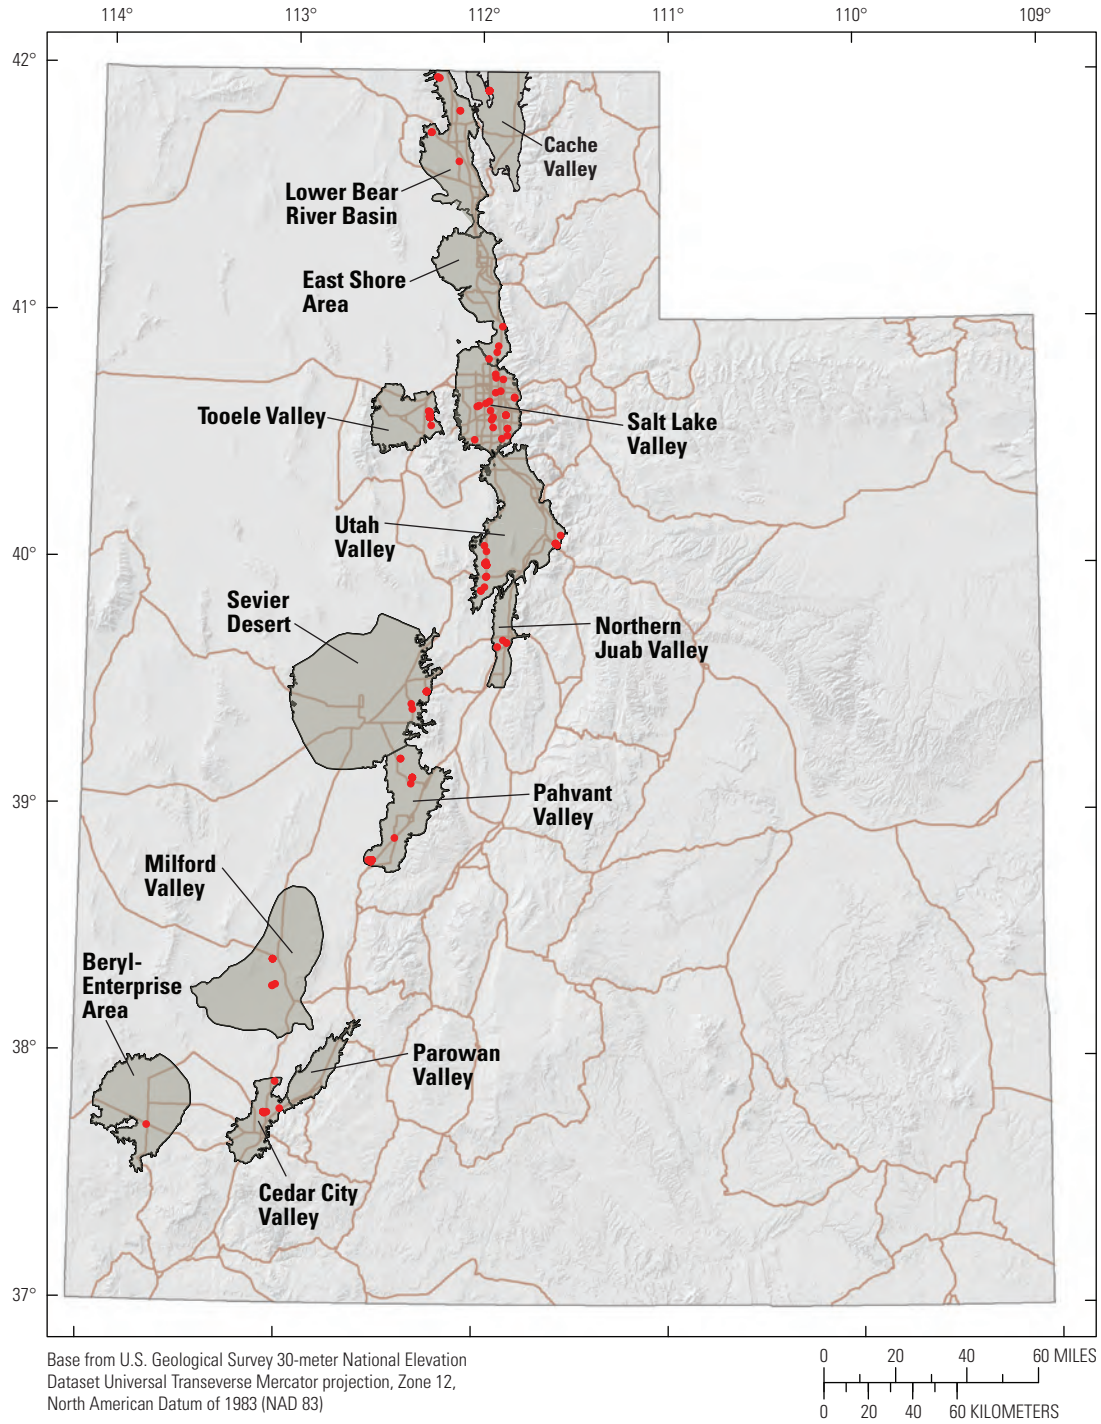 114° 113° 112° 111° 110° 109°
42°
Cache
Valley
Lower Bear
River Basin
East Shore
Area
41°
Tooele Valley
Salt Lake
Valley
Utah
Valley
40°
Sevier
Desert
Northern
Juab Valley
39°
Pahvant
Valley
Milford
Valley
Beryl-
Enterprise
Area
38°
Parowan
Valley
Cedar City
Valley
37°
Base from U.S. Geological Survey 30-meter National Elevation
Dataset Universal Transeverse Mercator projection, Zone 12,
North American Datum of 1983 (NAD 83)
0 20 40 60 MILES
0 20 40 60 KILOMETERS